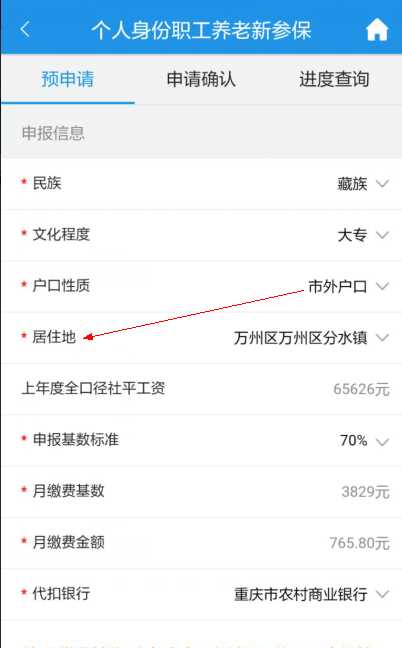 个人身份职工养老新参保
预申请 申请确认 进度查询
申报信息
* 民族 藏族
* 文化程度 大专
* 户口性质 市外户口
* 居住地 万州区万州区分水镇
上年度全口径社平工资 65626元
* 申报基数标准 70%
* 月缴费基数 3829元
* 月缴费金额 765.80元
* 代扣银行 重庆市农村商业银行